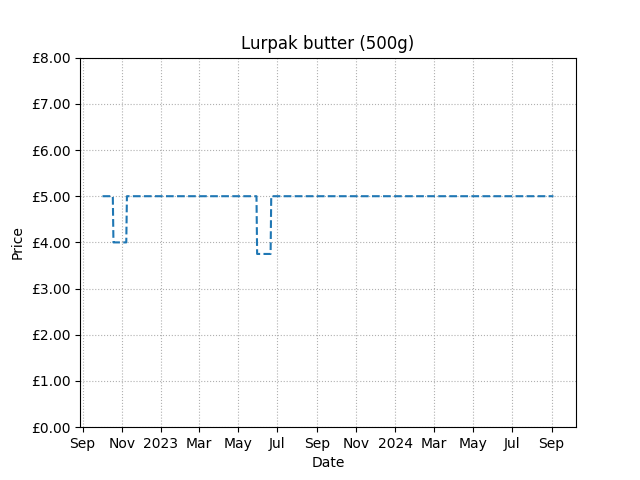 Lurpak butter (500g)
£8.00
£7.00
£6.00
£5.00
£4.00
£3.00
£2.00
£1.00
£0.00
Price
Sep Nov 2023 Mar May Jul Sep Nov 2024 Mar May Jul Sep
Date